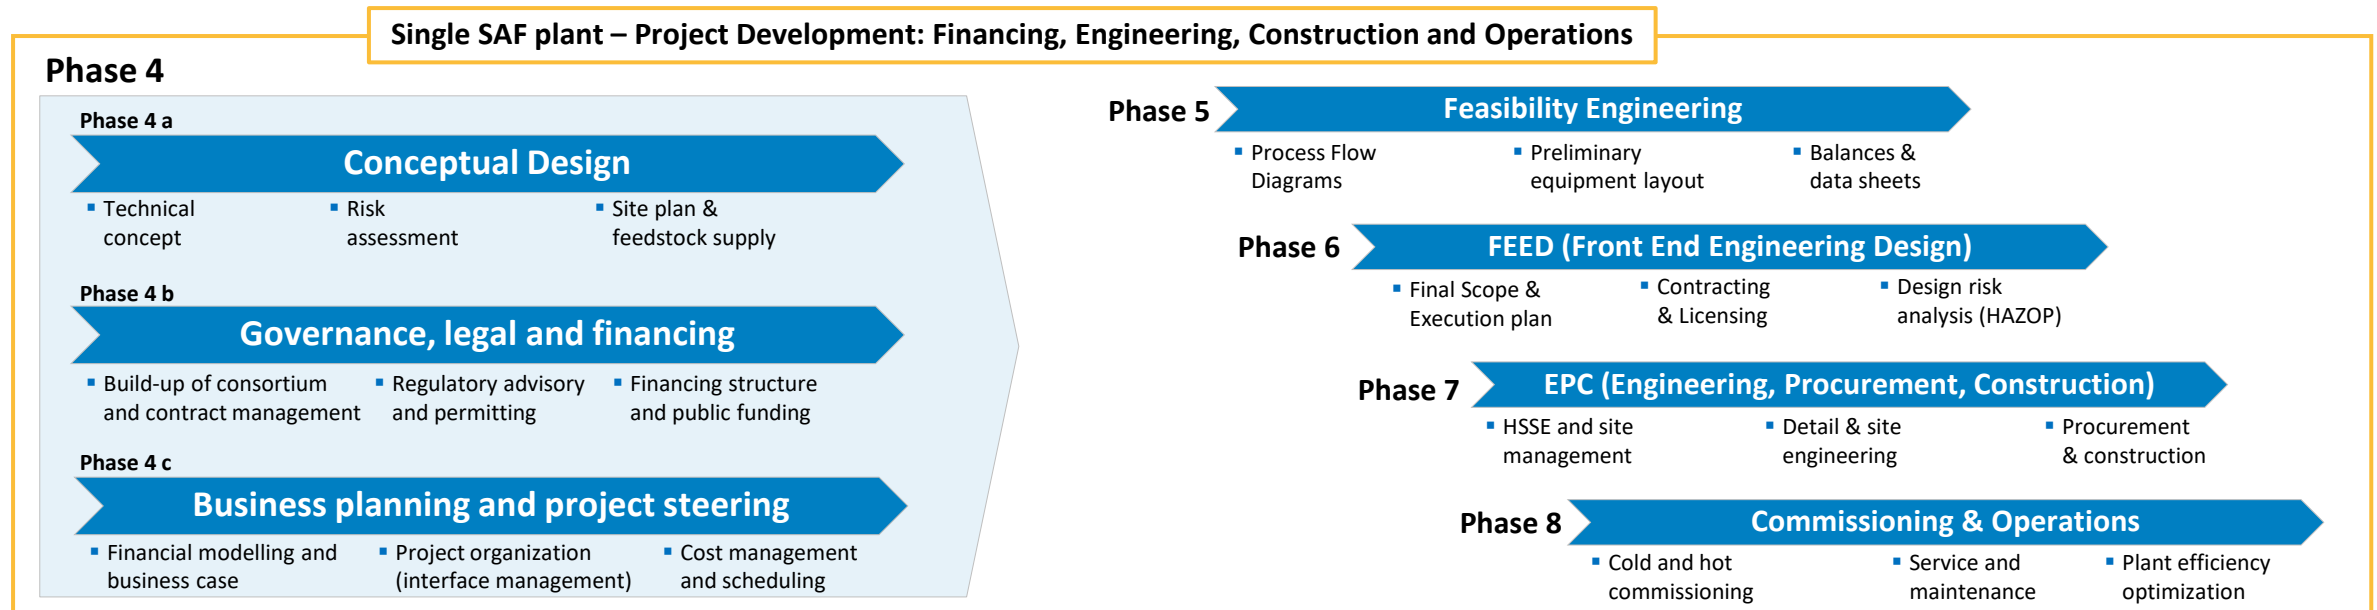 Single SAF plant – Project Development: Financing, Engineering, Construction and Operations
Phase 4
Phase 4 a
Conceptual Design
▪ Technical
concept
▪ Risk
assessment
▪ Site plan &
feedstock supply
Phase 4 b
Governance, legal and financing
▪ Build-up of consortium
and contract management
▪ Regulatory advisory
and permitting
▪ Financing structure
and public funding
Phase 4 c
Business planning and project steering
▪ Financial modelling and
business case
▪ Project organization
(interface management)
▪ Cost management
and scheduling
Phase 5
Feasibility Engineering
▪ Process Flow
Diagrams
▪ Preliminary
equipment layout
▪ Balances &
data sheets
Phase 6
FEED (Front End Engineering Design)
▪ Final Scope &
Execution plan
▪ Contracting
& Licensing
▪ Design risk
analysis (HAZOP)
Phase 7
EPC (Engineering, Procurement, Construction)
▪ HSSE and site
management
▪ Detail & site
engineering
▪ Procurement
& construction
Phase 8
Commissioning & Operations
▪ Cold and hot
commissioning
▪ Service and
maintenance
▪ Plant efficiency
optimization